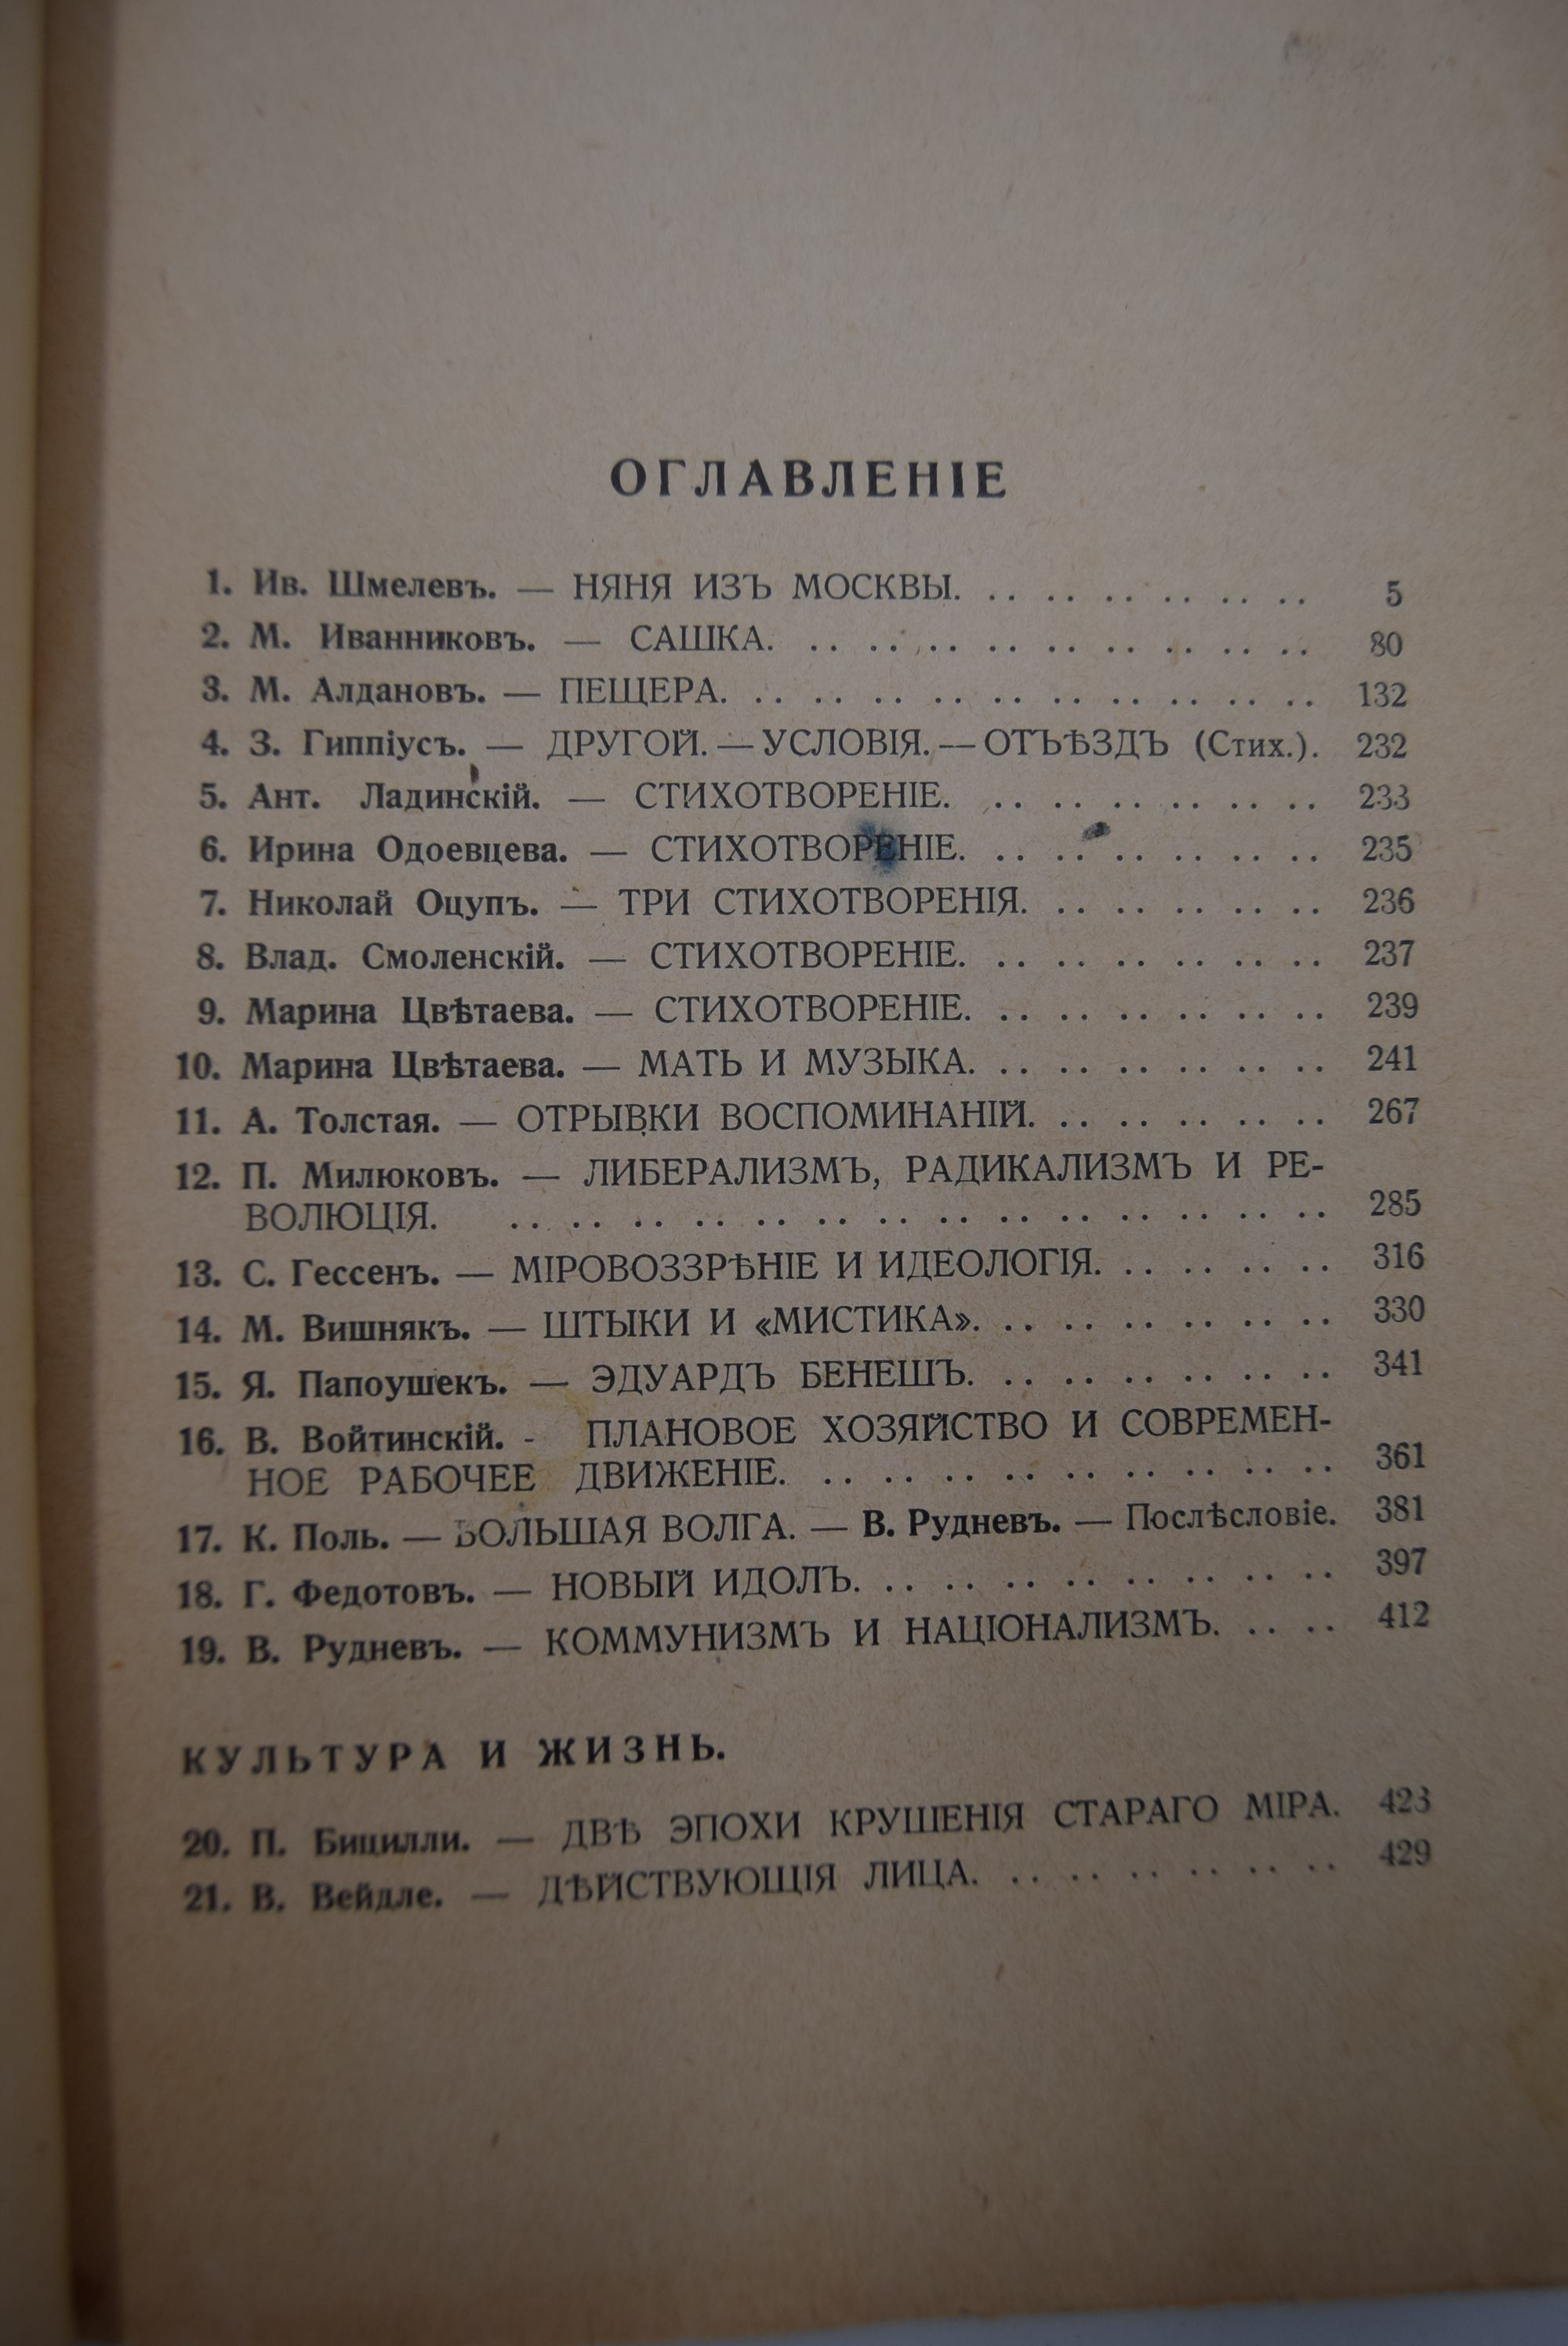 ОГЛАВЛЕНІЕ
1. Ив. Шмелевъ. — НЯНЯ ИЗЪ МОСКВЫ. . . . . . . . . . . . . 5
2. М. Иванниковъ. — САШКА. . . . . . . . . . . . . . . . . . . 80
3. М. Алдановъ. — ПЕЩЕРА. . . . . . . . . . . . . . . . . . . . . 132
4. З. Гиппіусъ. — ДРУГОЙ. — УСЛОВІЯ. — ОТЪѢЗДЪ (Стих.). 232
5. Ант. Ладинскій. — СТИХОТВОРЕНІЕ. . . . . . . . . . . . . 233
6. Ирина Одоевцева. — СТИХОТВОРЕНІЕ. . . . . . . . . . . . . 235
7. Николай Оцупъ. — ТРИ СТИХОТВОРЕНІЯ. . . . . . . . . . . 236
8. Влад. Смоленскій. — СТИХОТВОРЕНІЕ. . . . . . . . . . . . . 237
9. Марина Цвѣтаева. — СТИХОТВОРЕНІЕ. . . . . . . . . . . . . 239
10. Марина Цвѣтаева. — МАТЬ И МУЗЫКА. . . . . . . . . . . . . 241
11. А. Толстая. — ОТРЫВКИ ВОСПОМИНАНІЙ. . . . . . . . . . . 267
12. П. Милюковъ. — ЛИБЕРАЛИЗМЪ, РАДИКАЛИЗМЪ И РЕ-
ВОЛЮЦІЯ. . . . . . . . . . . . . . . . . . . . . . . . . . . . . 285
13. С. Гессенъ. — МІРОВОЗЗРѢНІЕ И ИДЕОЛОГІЯ. . . . . . . . . 316
14. М. Вишнякъ. — ШТЫКИ И «МИСТИКА». . . . . . . . . . . . . 330
15. Я. Папоушекъ. — ЭДУАРДЪ БЕНЕШЪ. . . . . . . . . . . . . 341
16. В. Войтинскій. - ПЛАНОВОЕ ХОЗЯЙСТВО И СОВРЕМЕН-
НОЕ РАБОЧЕЕ ДВИЖЕНІЕ. . . . . . . . . . . . . . . . . . . 361
17. К. Поль. — БОЛЬШАЯ ВОЛГА. — В. Рудневъ. — Послѣсловіе. 381
18. Г. Федотовъ. — НОВЫЙ ИДОЛЪ. . . . . . . . . . . . . . . . . 397
19. В. Рудневъ. — КОММУНИЗМЪ И НАЦІОНАЛИЗМЪ. . . . . 412
КУЛЬТУРА И ЖИЗНЬ.
20. П. Бицилли. — ДВѢ ЭПОХИ КРУШЕНІЯ СТАРАГО МІРА. 423
21. В. Вейдле. — ДѢЙСТВУЮЩІЯ ЛИЦА. . . . . . . . . . . . . 429